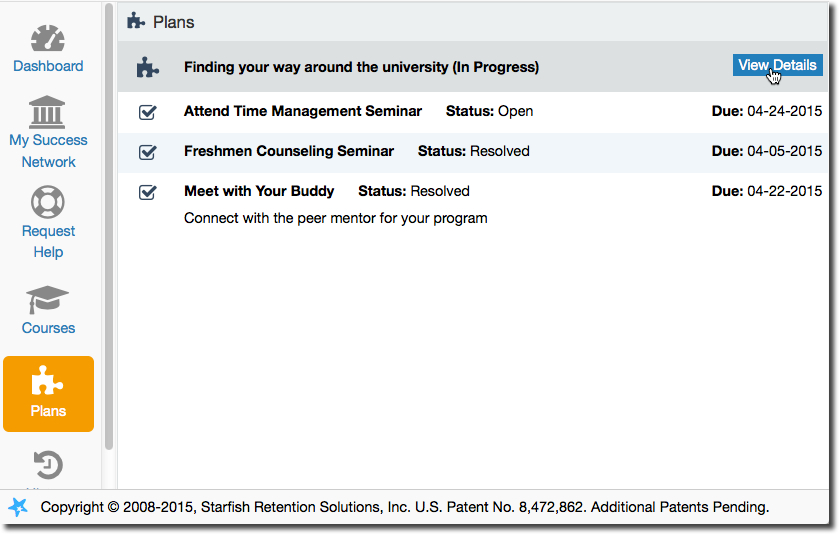 Plans
Dashboard
My Success
Network
Request
Help
Courses
Plans
Finding your way around the university (In Progress) View Details
Attend Time Management Seminar Status: Open Due: 04-24-2015
Freshmen Counseling Seminar Status: Resolved Due: 04-05-2015
Meet with Your Buddy Status: Resolved Due: 04-22-2015
Connect with the peer mentor for your program
Copyright © 2008-2015, Starfish Retention Solutions, Inc. U.S. Patent No. 8,472,862. Additional Patents Pending.